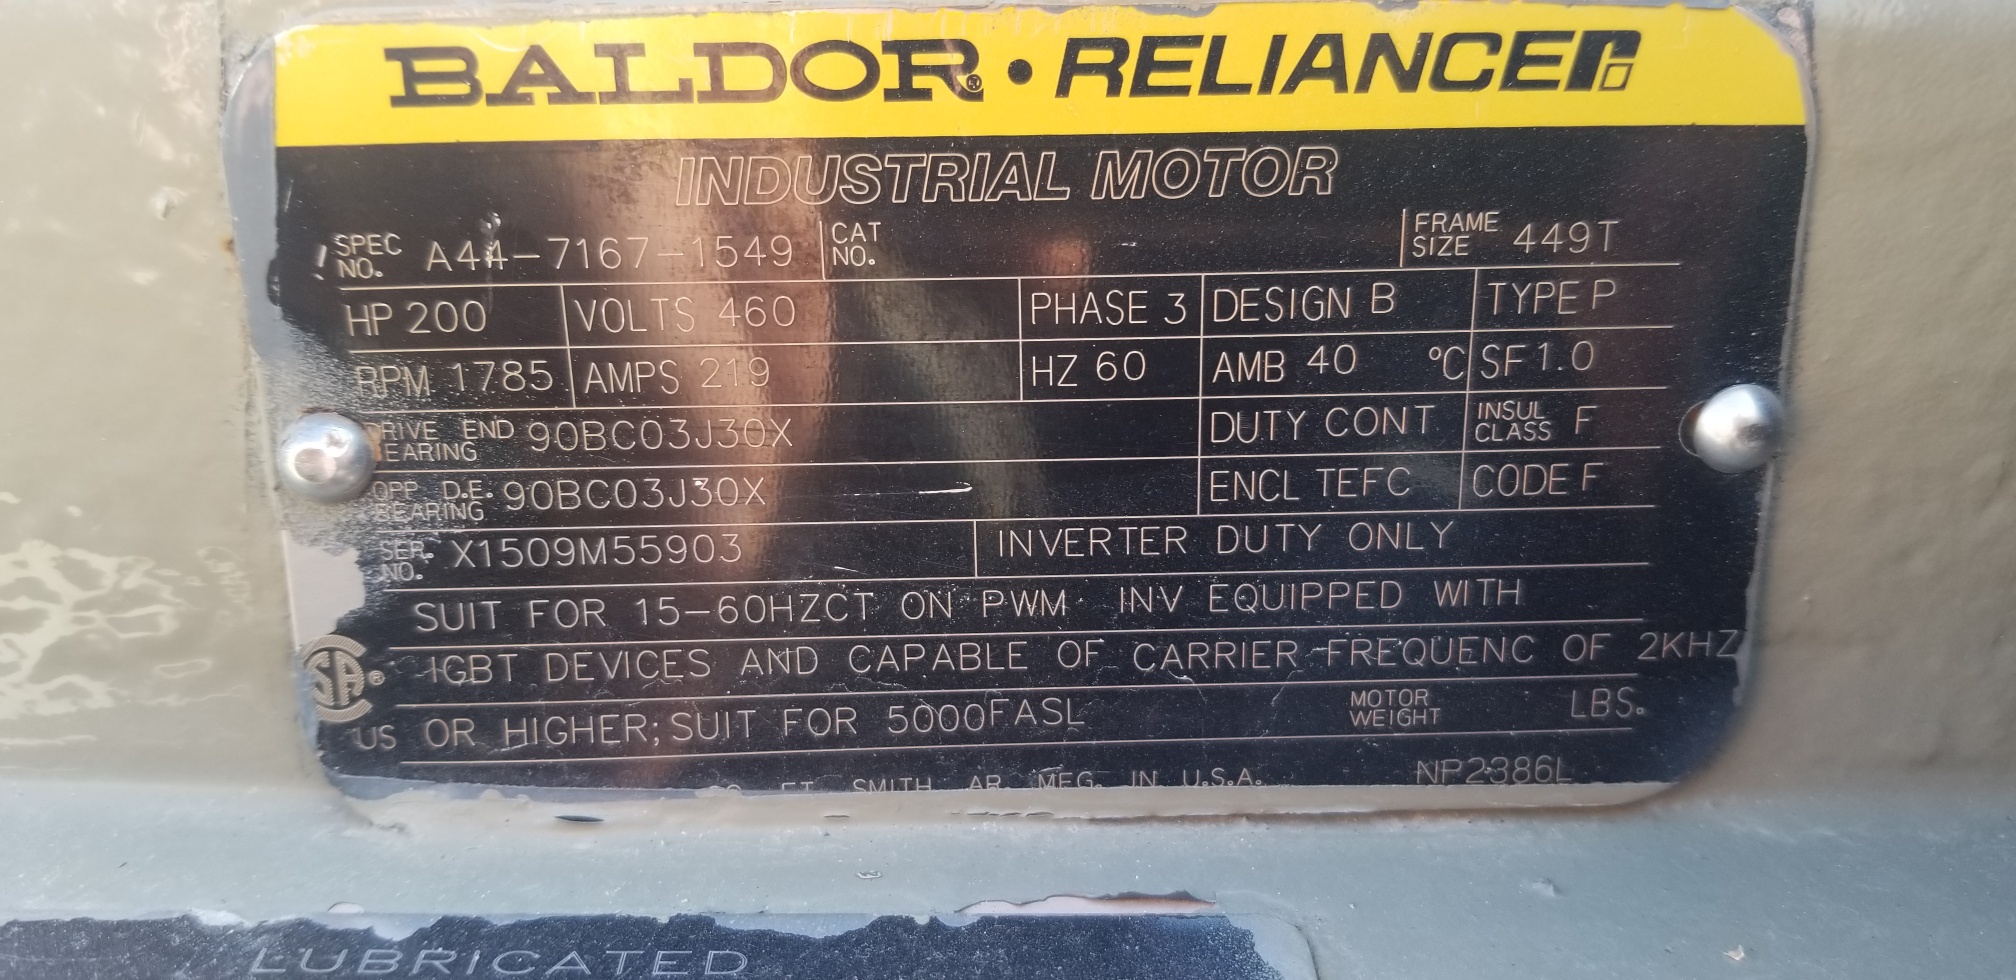 BALDOR® • RELIANCE
INDUSTRIAL MOTOR
SPEC NO. A44-7167-1549 CAT NO. FRAME SIZE 449T
HP 200 VOLTS 460 PHASE 3 DESIGN B TYPE P
RPM 1785 AMPS 219 HZ 60 AMB 40 °C SF 1.0
DRIVE END BEARING 90BC03J30X DUTY CONT INSUL CLASS F
OPP D.E. BEARING 90BC03J30X ENCL TEFC CODE F
SER. NO. X1509M55903 INVERTER DUTY ONLY
SUIT FOR 15-60HZCT ON PWM INV EQUIPPED WITH
IGBT DEVICES AND CAPABLE OF CARRIER FREQUENC OF 2KHZ
SA®
US OR HIGHER; SUIT FOR 5000FASL MOTOR WEIGHT LBS.
FT. SMITH AR. MFG. IN U.S.A. NP2386L
LUBRICATED